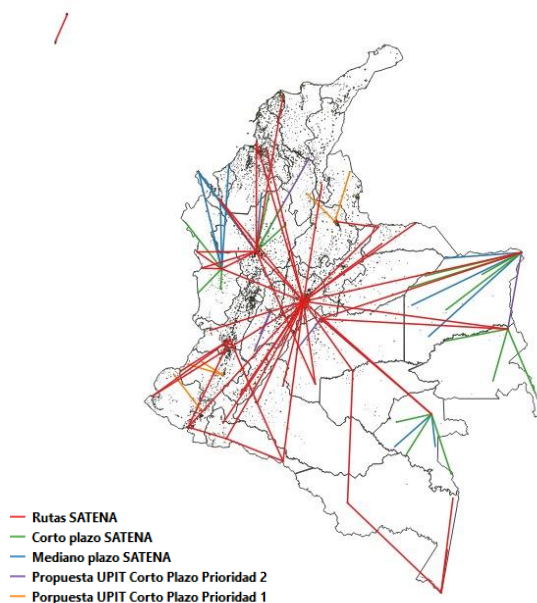 Rutas SATENA
Corto plazo SATENA
Mediano plazo SATENA
Propuesta UPIT Corto Plazo Prioridad 2
Porpuesta UPIT Corto Plazo Prioridad 1